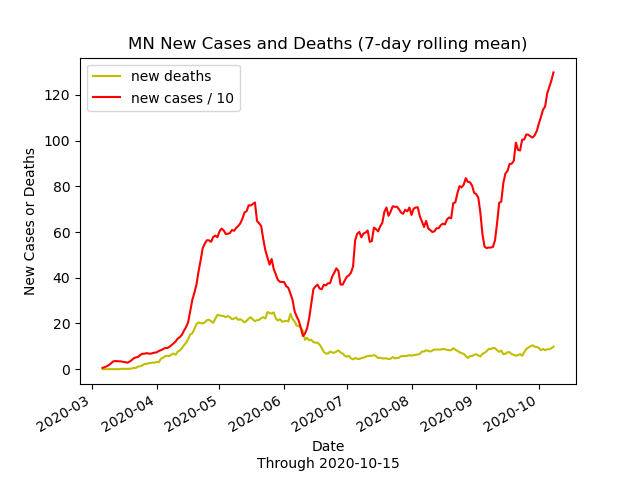 MN New Cases and Deaths (7-day rolling mean)
new deaths
new cases / 10
New Cases or Deaths
120
100
80
60
40
20
0
2020-03
2020-04
2020-05
2020-06
2020-07
2020-08
2020-09
2020-10
Date
Through 2020-10-15